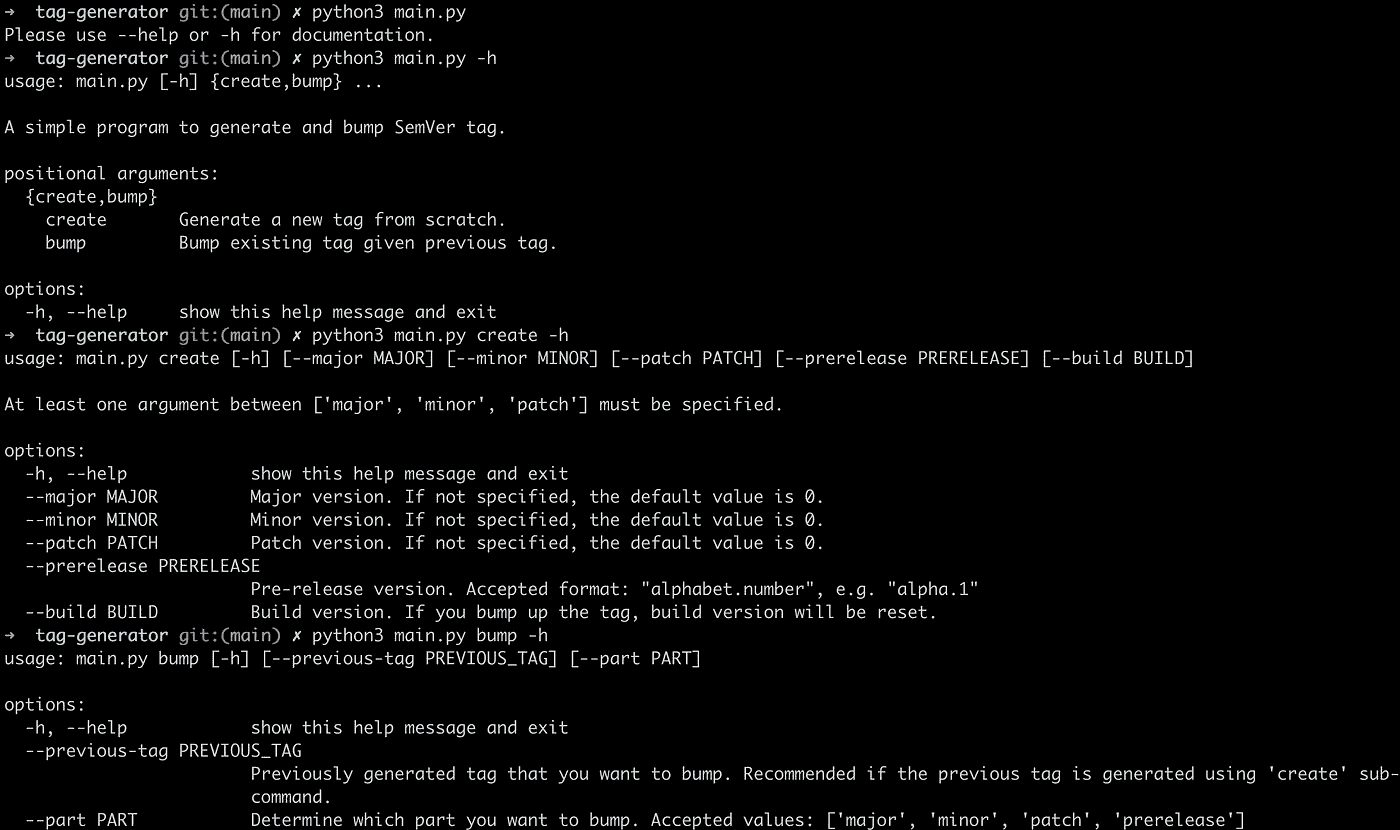 →  tag-generator git:(main) ✗ python3 main.py
Please use --help or -h for documentation.
→  tag-generator git:(main) ✗ python3 main.py -h
usage: main.py [-h] {create,bump} ...

A simple program to generate and bump SemVer tag.

positional arguments:
  {create,bump}
    create       Generate a new tag from scratch.
    bump         Bump existing tag given previous tag.

options:
  -h, --help     show this help message and exit
→  tag-generator git:(main) ✗ python3 main.py create -h
usage: main.py create [-h] [--major MAJOR] [--minor MINOR] [--patch PATCH] [--prerelease PRERELEASE] [--build BUILD]

At least one argument between ['major', 'minor', 'patch'] must be specified.

options:
  -h, --help            show this help message and exit
  --major MAJOR         Major version. If not specified, the default value is 0.
  --minor MINOR         Minor version. If not specified, the default value is 0.
  --patch PATCH         Patch version. If not specified, the default value is 0.
  --prerelease PRERELEASE
                        Pre-release version. Accepted format: "alphabet.number", e.g. "alpha.1"
  --build BUILD         Build version. If you bump up the tag, build version will be reset.
→  tag-generator git:(main) ✗ python3 main.py bump -h
usage: main.py bump [-h] [--previous-tag PREVIOUS_TAG] [--part PART]

options:
  -h, --help            show this help message and exit
  --previous-tag PREVIOUS_TAG
                        Previously generated tag that you want to bump. Recommended if the previous tag is generated using 'create' sub-
                        command.
  --part PART           Determine which part you want to bump. Accepted values: ['major', 'minor', 'patch', 'prerelease']